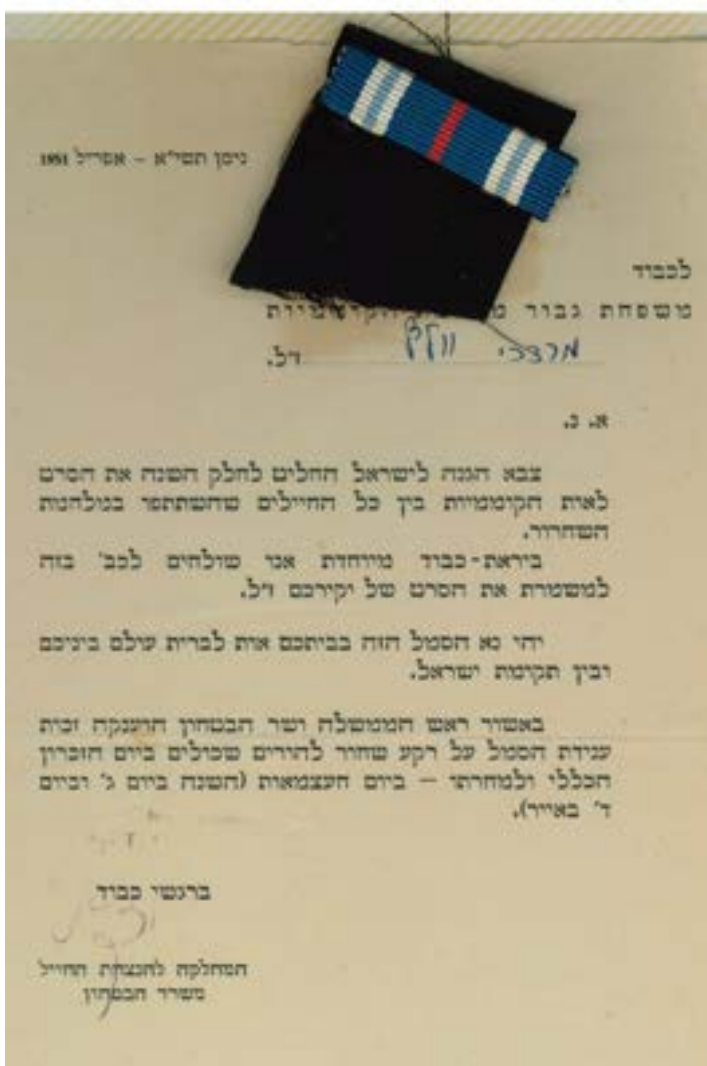 ניסן תשי"א – אפריל 1951
לכבוד
משפחת גבור הקוממיות
מרדכי ז"ל.
א. נ.
צבא הגנה לישראל החליט לחלק השנה את הסרט
לאות הקוממיות בין כל החיילים שהשתתפו במלחמת
השחרור.
ביראת-כבוד מיוחדת אנו שולחים לכב' בזה
למשמרת את הסרט של יקירכם ז"ל.
יהי נא הסמל הזה בביתכם אות לברית עולם ביניכם
ובין תקומת ישראל.
באשור ראש הממשלה ושר הבטחון הוענקה זכות
ענידת הסמל על רקע שחור להורים שכולים ביום הזכרון
הכללי ולמחרתו – ביום העצמאות (השנה ביום ג' וביום
ד' באייר).
ברגשי כבוד
המחלקה להנצחת החייל
משרד הבטחון